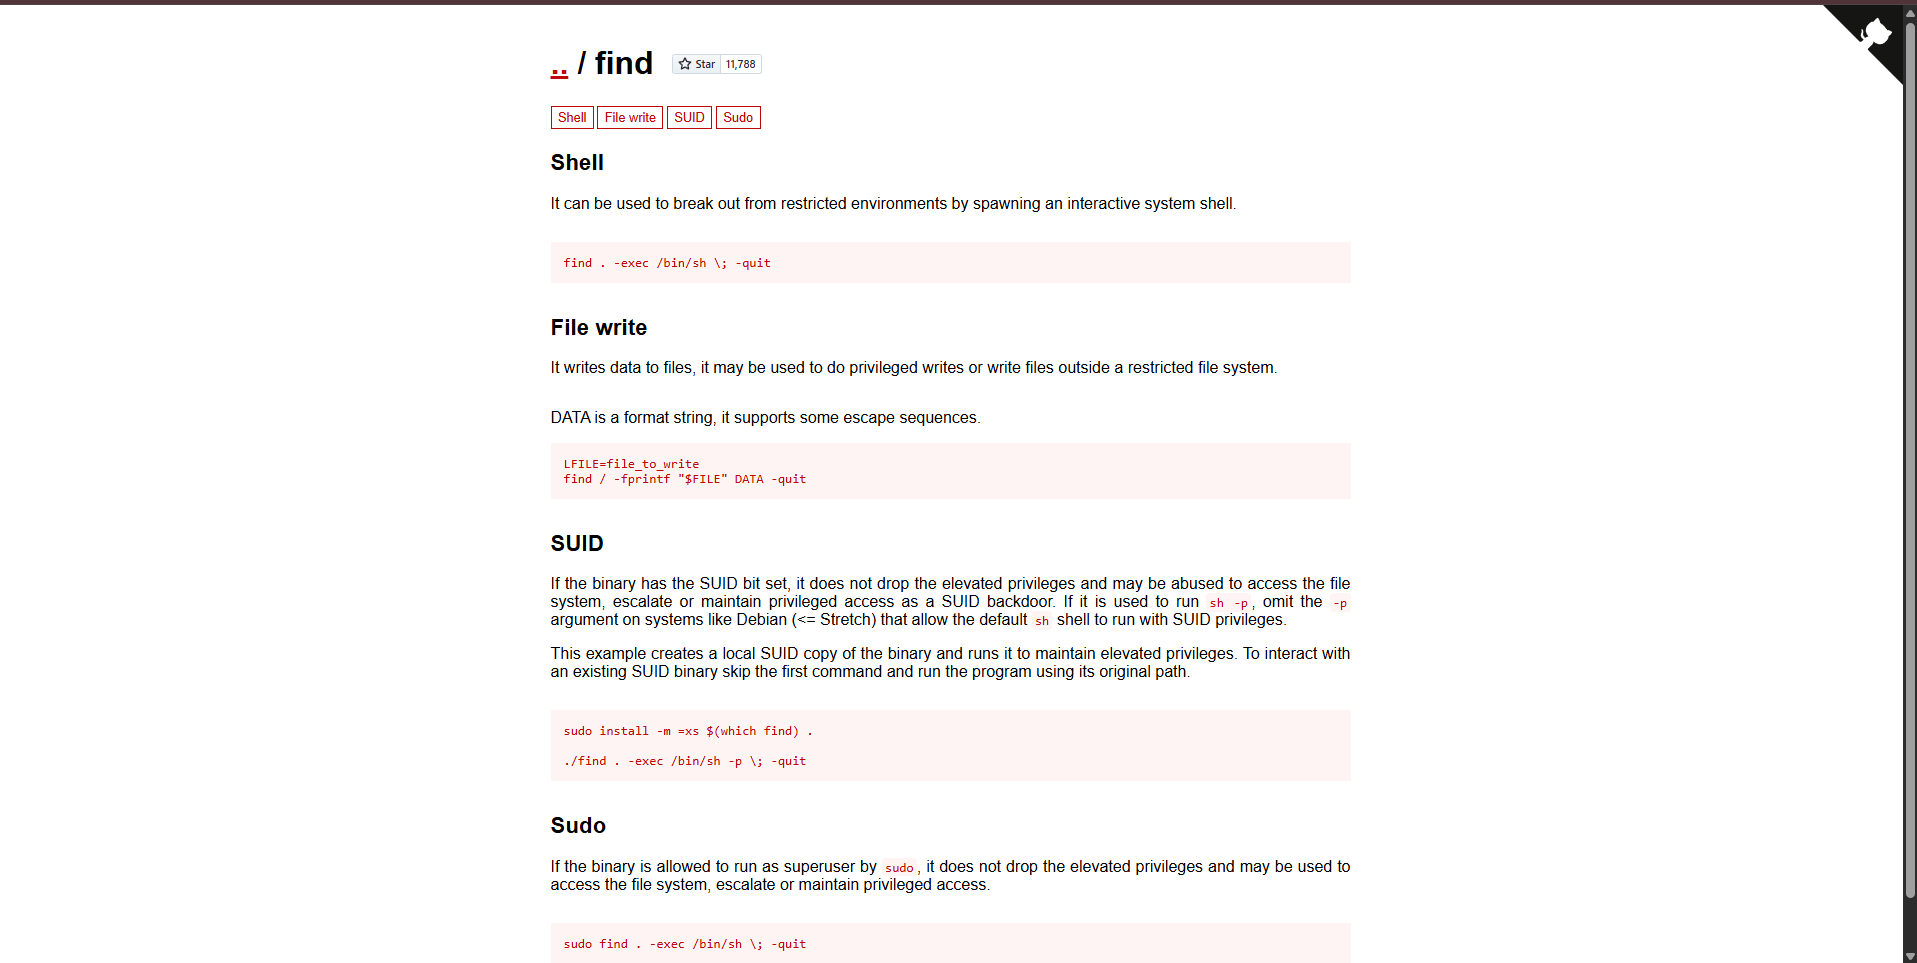 .. / find
Star 11,788
Shell File write SUID Sudo
Shell
It can be used to break out from restricted environments by spawning an interactive system shell.
find . -exec /bin/sh \; -quit
File write
It writes data to files, it may be used to do privileged writes or write files outside a restricted file system.
DATA is a format string, it supports some escape sequences.
LFILE=file_to_write
find / -fprintf "$FILE" DATA -quit
SUID
If the binary has the SUID bit set, it does not drop the elevated privileges and may be abused to access the file
system, escalate or maintain privileged access as a SUID backdoor. If it is used to run sh -p, omit the -p
argument on systems like Debian (<= Stretch) that allow the default sh shell to run with SUID privileges.
This example creates a local SUID copy of the binary and runs it to maintain elevated privileges. To interact with
an existing SUID binary skip the first command and run the program using its original path.
sudo install -m =xs $(which find) .
./find . -exec /bin/sh -p \; -quit
Sudo
If the binary is allowed to run as superuser by sudo, it does not drop the elevated privileges and may be used to
access the file system, escalate or maintain privileged access.
sudo find . -exec /bin/sh \; -quit